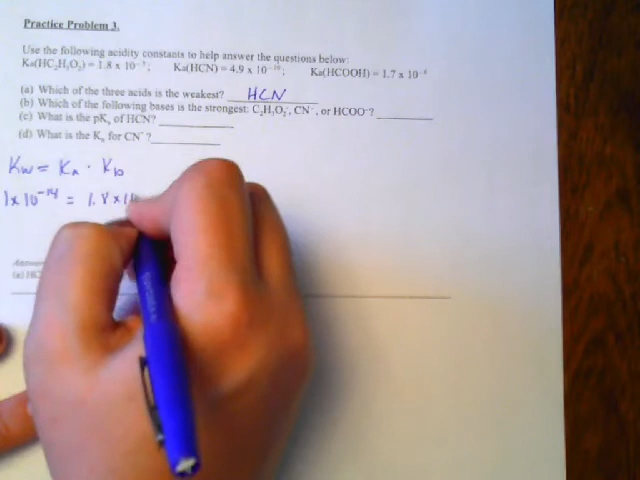 Practice Problem 3.
Use the following acidity constants to help answer the questions below:
Ka(HC₂H₃O₂) = 1.8 x 10⁻⁵; Ka(HCN) = 4.9 x 10⁻¹⁰; Ka(HCOOH) = 1.7 x 10⁻⁴
(a) Which of the three acids is the weakest? HCN
(b) Which of the following bases is the strongest: C₂H₃O₂⁻, CN⁻, or HCOO⁻?
(c) What is the pKₐ of HCN?
(d) What is the K_b for CN⁻?
Kw = Ka · Kb
1x10⁻¹⁴ = 1.8 x
(a) HC